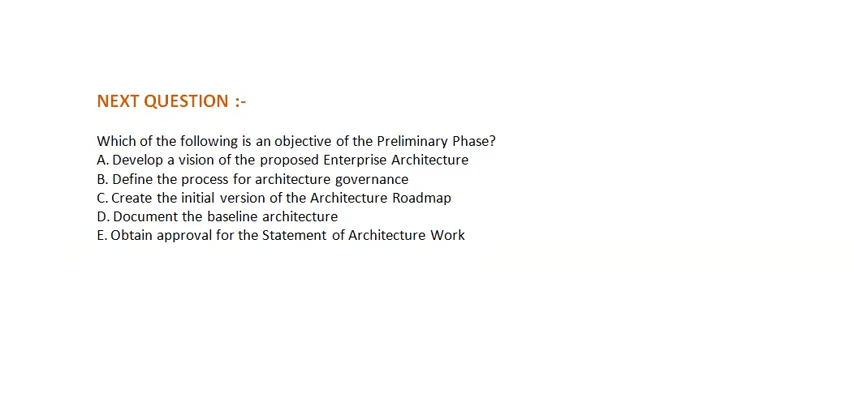 NEXT QUESTION :-
Which of the following is an objective of the Preliminary Phase?
A. Develop a vision of the proposed Enterprise Architecture
B. Define the process for architecture governance
C. Create the initial version of the Architecture Roadmap
D. Document the baseline architecture
E. Obtain approval for the Statement of Architecture Work